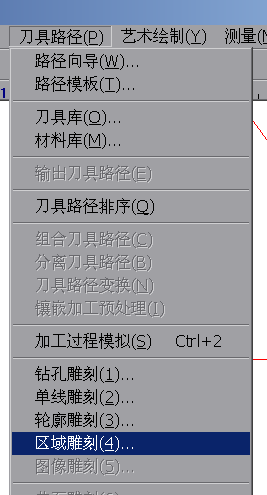 刀具路径(P) 艺术绘制(Y) 测量(
路径向导(W)...
路径模板(T)...
1
刀具库(O)...
材料库(M)...
输出刀具路径(E)
刀具路径排序(Q)
组合刀具路径(C)
分离刀具路径(B)
刀具路径变换(N)
镶嵌加工预处理(I)
加工过程模拟(S) Ctrl+2
钻孔雕刻(1)...
单线雕刻(2)...
轮廓雕刻(3)...
区域雕刻(4)...
图像雕刻(5)...